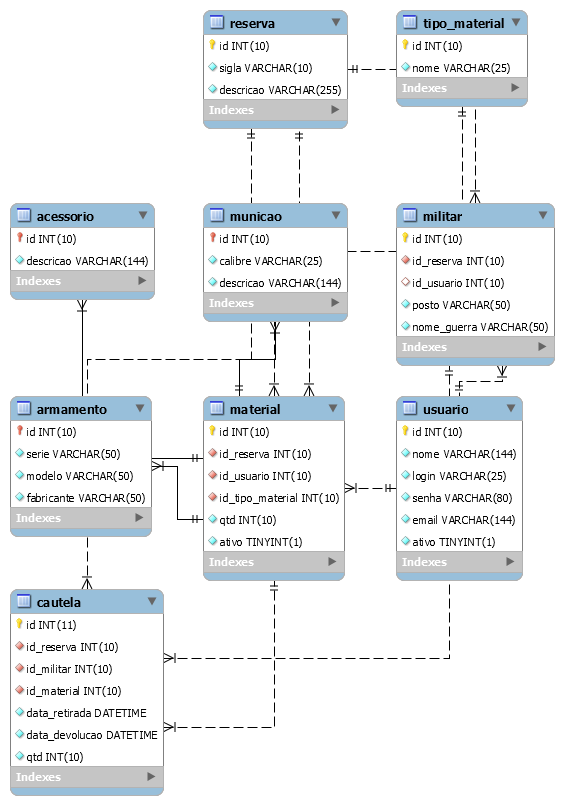 reserva
id INT(10)
sigla VARCHAR(10)
descricao VARCHAR(255)
Indexes
tipo_material
id INT(10)
nome VARCHAR(25)
Indexes
acessorio
id INT(10)
descricao VARCHAR(144)
Indexes
municao
id INT(10)
calibre VARCHAR(25)
descricao VARCHAR(144)
Indexes
militar
id INT(10)
id_reserva INT(10)
id_usuario INT(10)
posto VARCHAR(50)
nome_guerra VARCHAR(50)
Indexes
armamento
id INT(10)
serie VARCHAR(50)
modelo VARCHAR(50)
fabricante VARCHAR(50)
Indexes
material
id INT(10)
id_reserva INT(10)
id_usuario INT(10)
id_tipo_material INT(10)
qtd INT(10)
ativo TINYINT(1)
Indexes
usuario
id INT(10)
nome VARCHAR(144)
login VARCHAR(25)
senha VARCHAR(80)
email VARCHAR(144)
ativo TINYINT(1)
Indexes
cautela
id INT(11)
id_reserva INT(10)
id_militar INT(10)
id_material INT(10)
data_retirada DATETIME
data_devolucao DATETIME
qtd INT(10)
Indexes